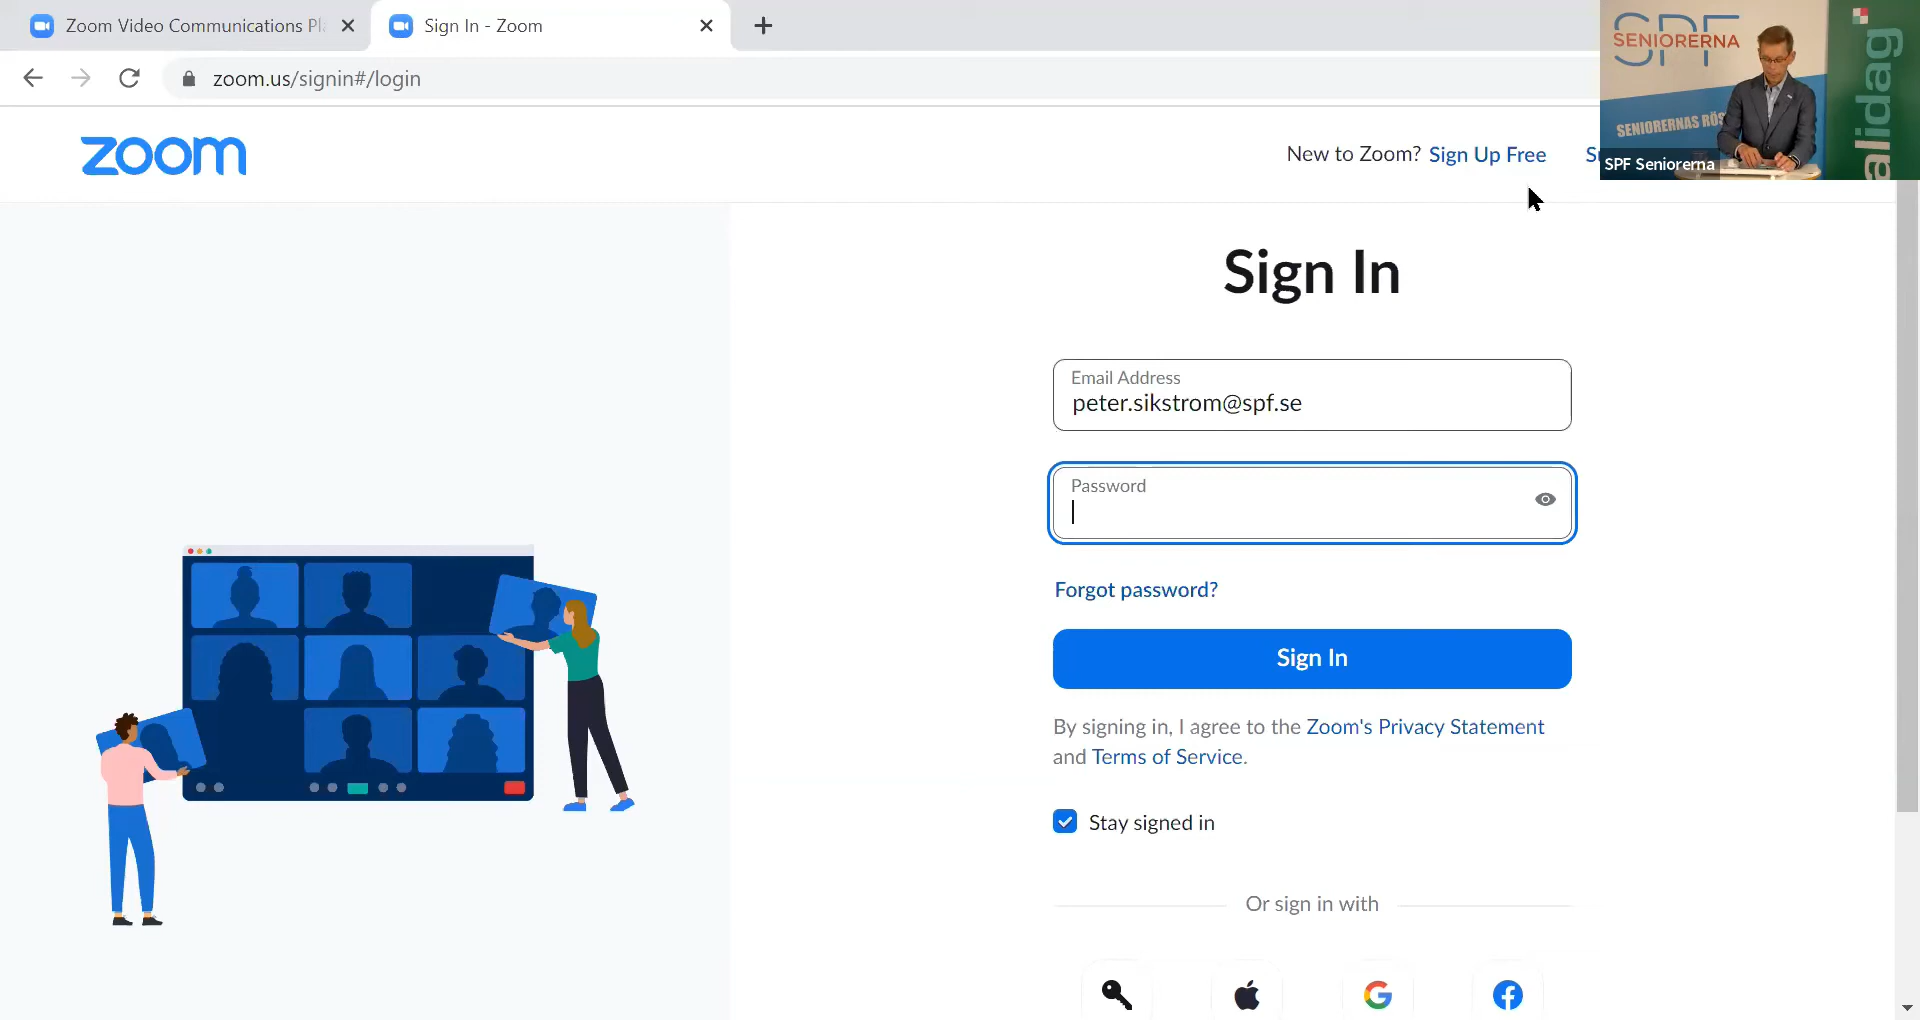 Zoom Video Communications Pl
Sign In - Zoom
zoom.us/signin#/login
zoom
New to Zoom? Sign Up Free
SPF
SENIORERNA
SENIORERNAS RÖS
alidag
SPF Seniorerna
Sign In
Email Address
peter.sikstrom@spf.se
Password
Forgot password?
Sign In
By signing in, I agree to the Zoom's Privacy Statement
and Terms of Service.
Stay signed in
Or sign in with